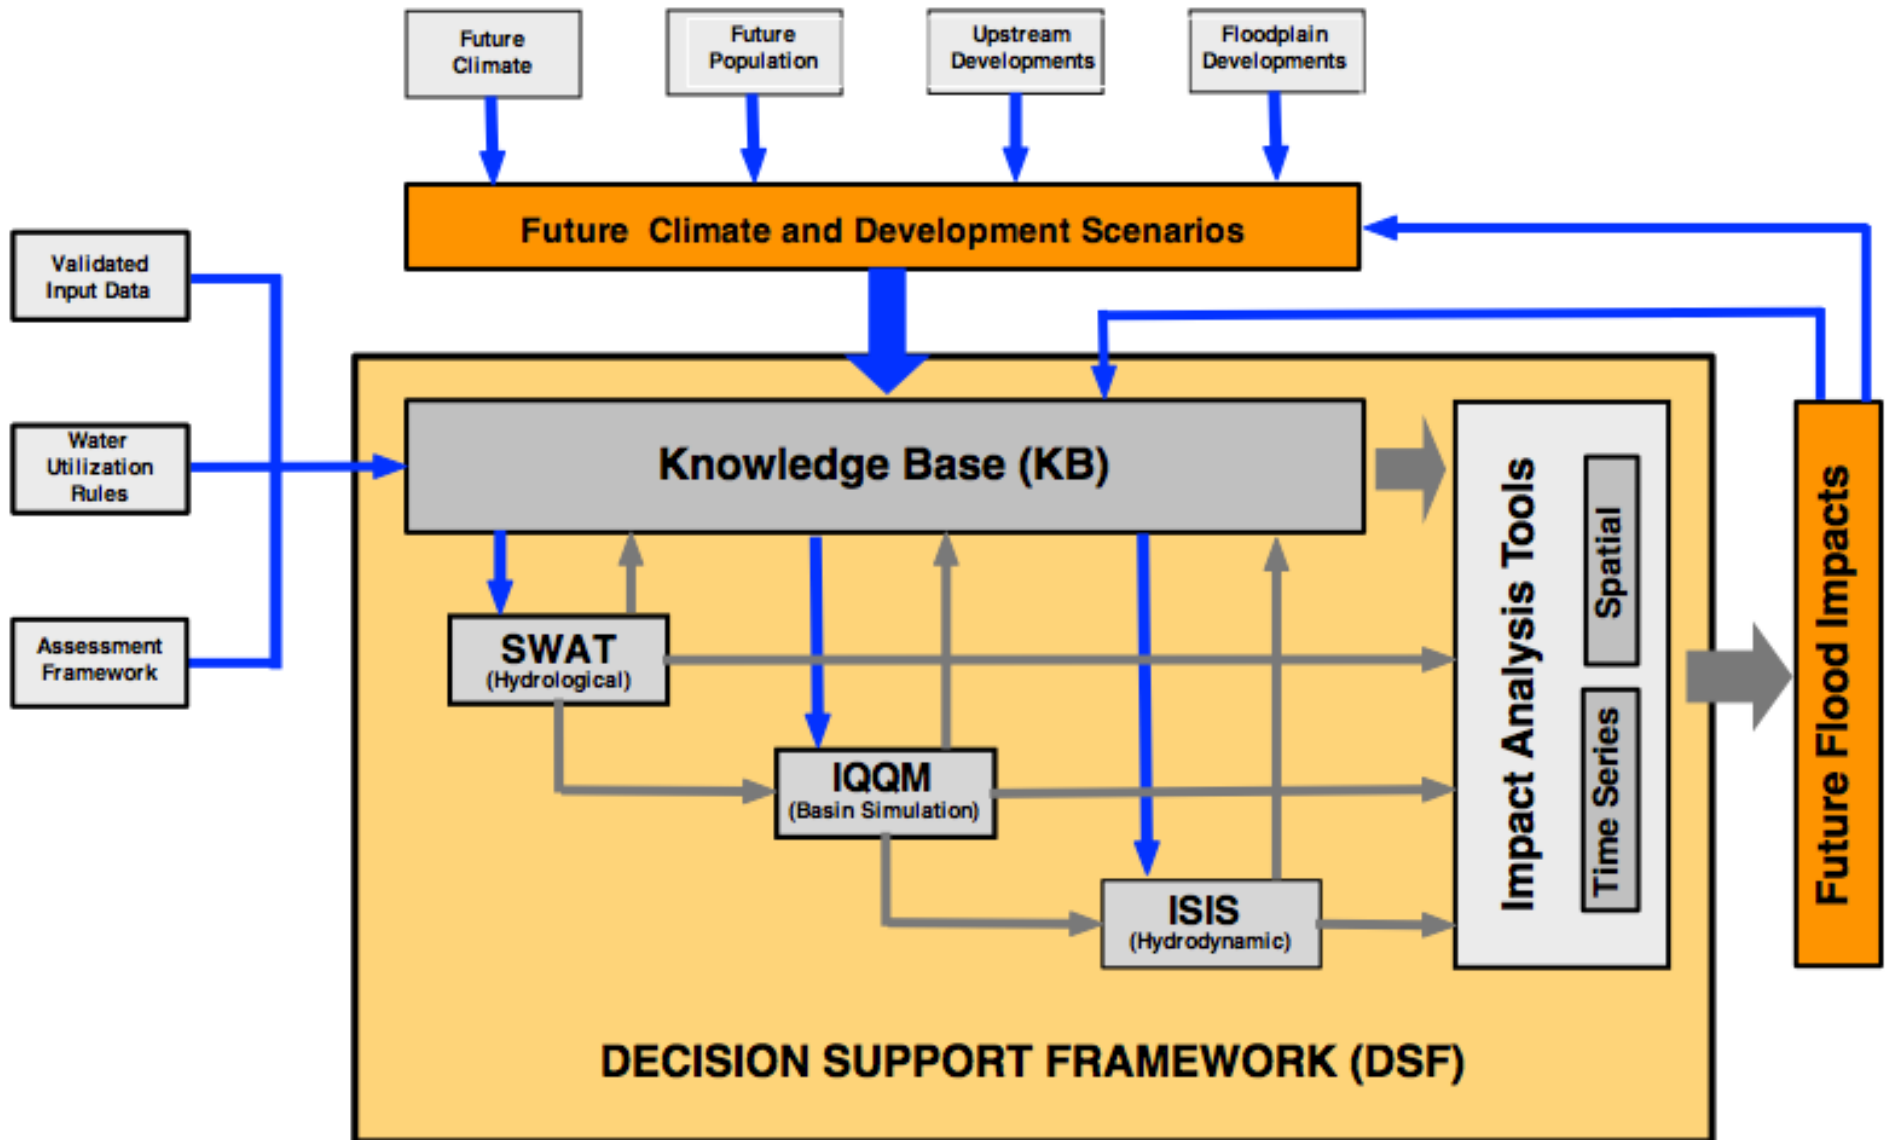 Future
Climate
Future
Population
Upstream
Developments
Floodplain
Developments
Future Climate and Development Scenarios
Validated
Input Data
Water
Utilization
Rules
Assessment
Framework
Knowledge Base (KB)
SWAT
(Hydrological)
IQQM
(Basin Simulation)
ISIS
(Hydrodynamic)
Impact Analysis Tools
Spatial
Time Series
Future Flood Impacts
DECISION SUPPORT FRAMEWORK (DSF)